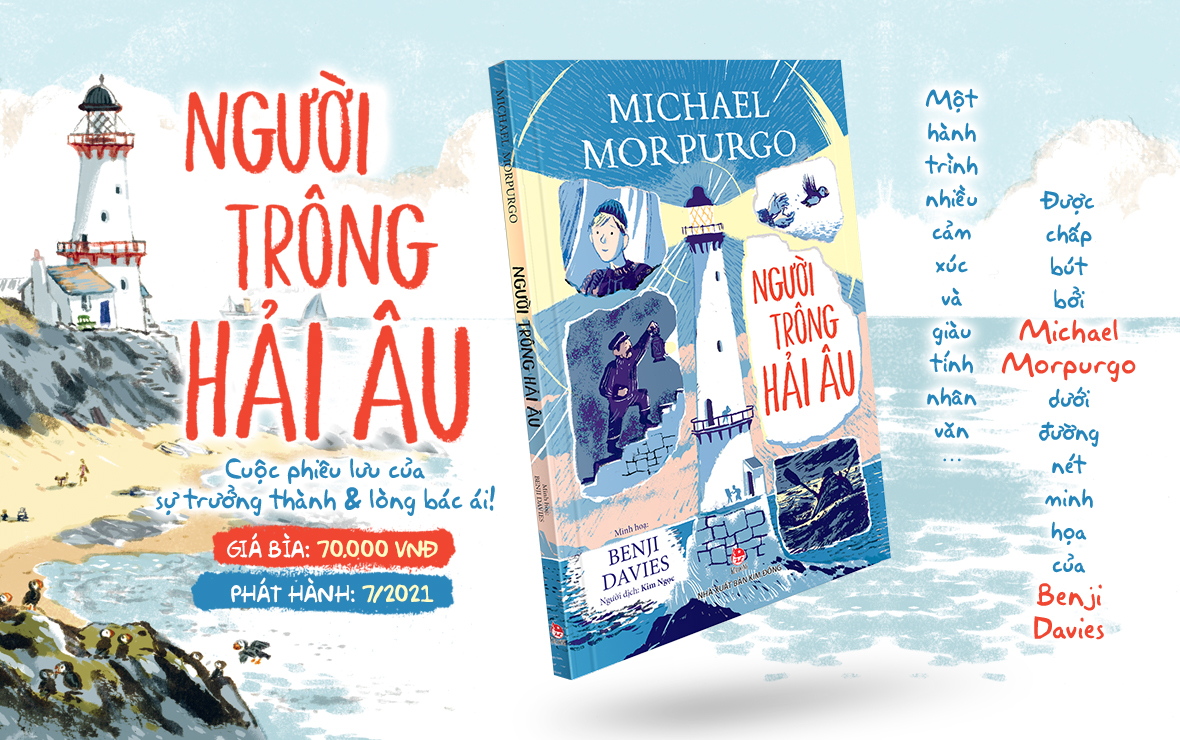 NGƯỜI
TRÔNG
HẢI ÂU
Cuộc phiêu lưu của
sự trưởng thành & lòng bác ái!
GIÁ BÌA: 70.000 VNĐ
PHÁT HÀNH: 7/2021
MICHAEL MORPURGO
NGƯỜI TRÔNG HẢI ÂU
Minh họa:
BENJI DAVIES
MICHAEL
MORPURGO
NGƯỜI
TRÔNG
HẢI ÂU
Minh hoạ:
BENJI
DAVIES
Người dịch: Kim Ngọc
NHÀ XUẤT BẢN KIM ĐỒNG
Một
hành
trình
nhiều
cảm
xúc
và
giàu
tính
nhân
văn
...
Được
chấp
bút
bởi
Michael
Morpurgo
dưới
đường
nét
minh
họa
của
Benji
Davies